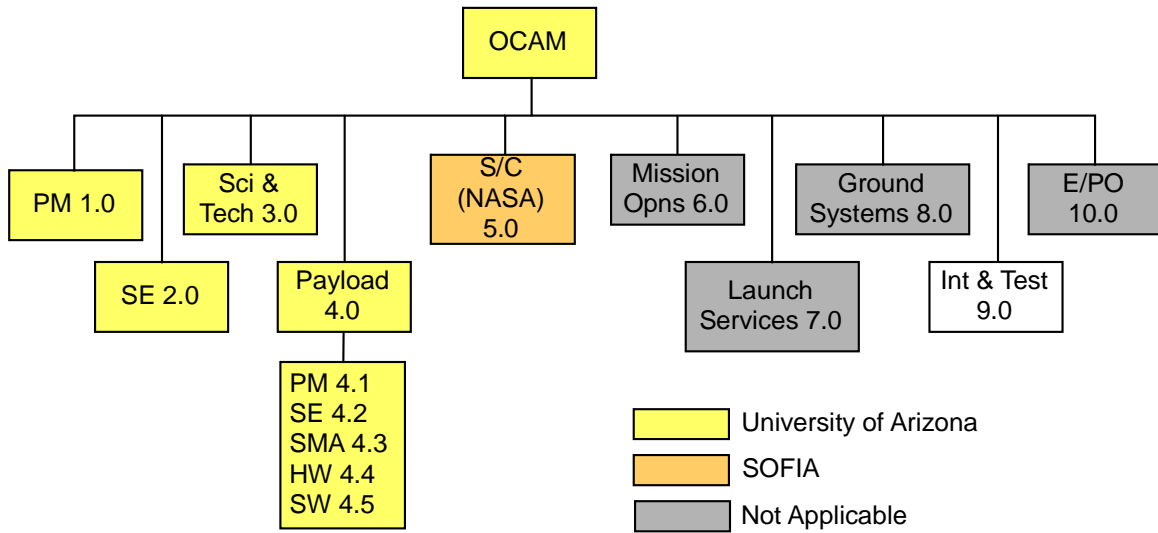 OCAM
PM 1.0
SE 2.0
Sci &
Tech 3.0
Payload
4.0
PM 4.1
SE 4.2
SMA 4.3
HW 4.4
SW 4.5
S/C
(NASA)
5.0
Mission
Opns 6.0
Launch
Services 7.0
Ground
Systems 8.0
Int & Test
9.0
E/PO
10.0
University of Arizona
SOFIA
Not Applicable